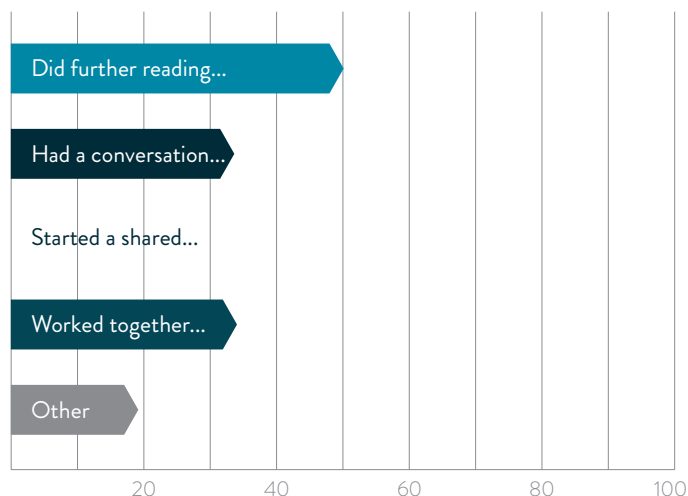 Did further reading...
Had a conversation...
Started a shared...
Worked together...
Other
20 40 60 80 100